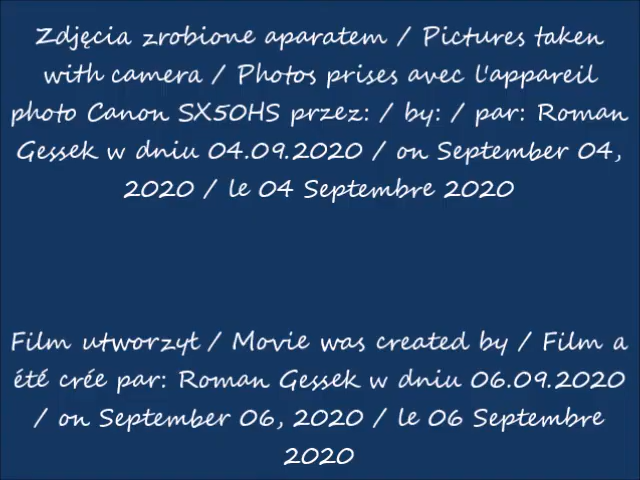 Zdjęcia zrobione aparatem / Pictures taken
with camera / Photos prises avec l'appareil
photo Canon SX50HS przez: / by: / par: Roman
Gessek w dniu 04.09.2020 / on September 04,
2020 / le 04 Septembre 2020
Film utworzył / Movie was created by / Film a
été crée par: Roman Gessek w dniu 06.09.2020
/ on September 06, 2020 / le 06 Septembre
2020